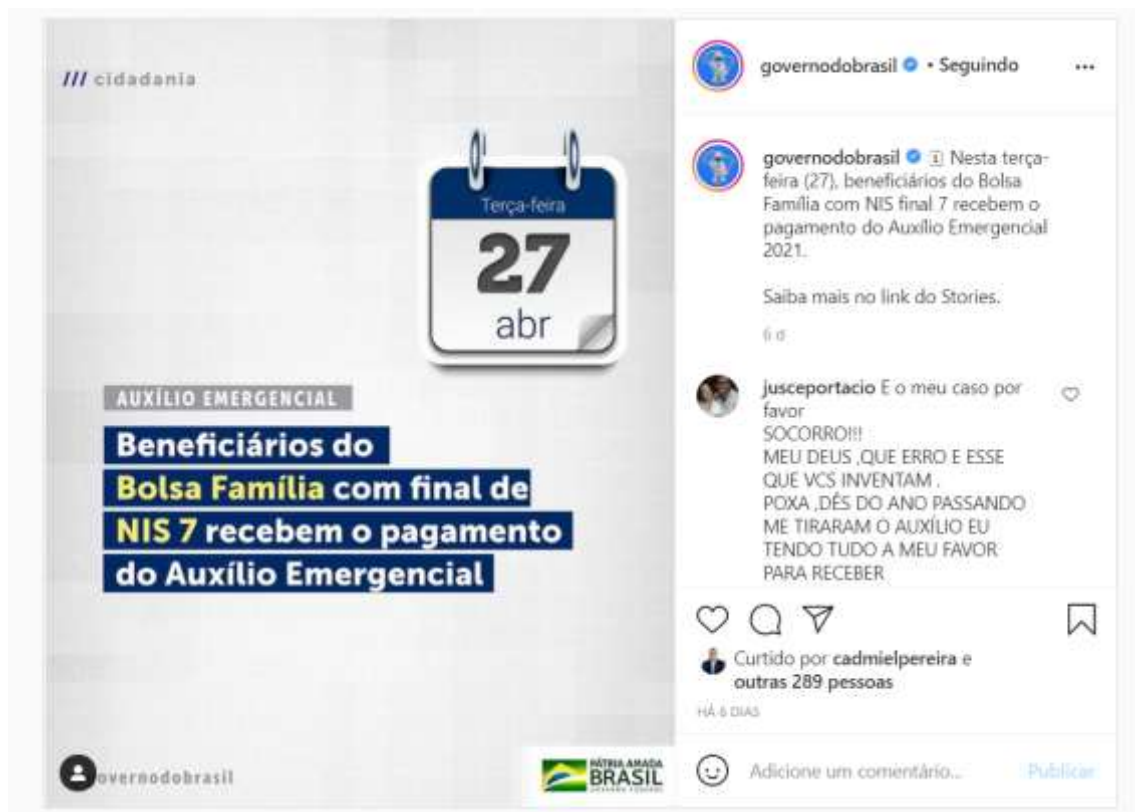 /// cidadania
Terça-feira
27
abr
AUXÍLIO EMERGENCIAL
Beneficiários do
Bolsa Família com final de
NIS 7 recebem o pagamento
do Auxílio Emergencial
overnodobrasil
PÁTRIA AMADA
BRASIL
GOVERNO FEDERAL
governodobrasil • Seguindo
governodobrasil Nesta terça-
feira (27), beneficiários do Bolsa
Família com NIS final 7 recebem o
pagamento do Auxílio Emergencial
2021.
Saiba mais no link do Stories.
6 d
jusceportacio E o meu caso por
favor
SOCORRO!!!
MEU DEUS ,QUE ERRO E ESSE
QUE VCS INVENTAM .
POXA ,DÊS DO ANO PASSANDO
ME TIRARAM O AUXÍLIO EU
TENDO TUDO A MEU FAVOR
PARA RECEBER
Curtido por cadmielpereira e
outras 289 pessoas
HÁ 6 DIAS
Adicione um comentário...
Publicar